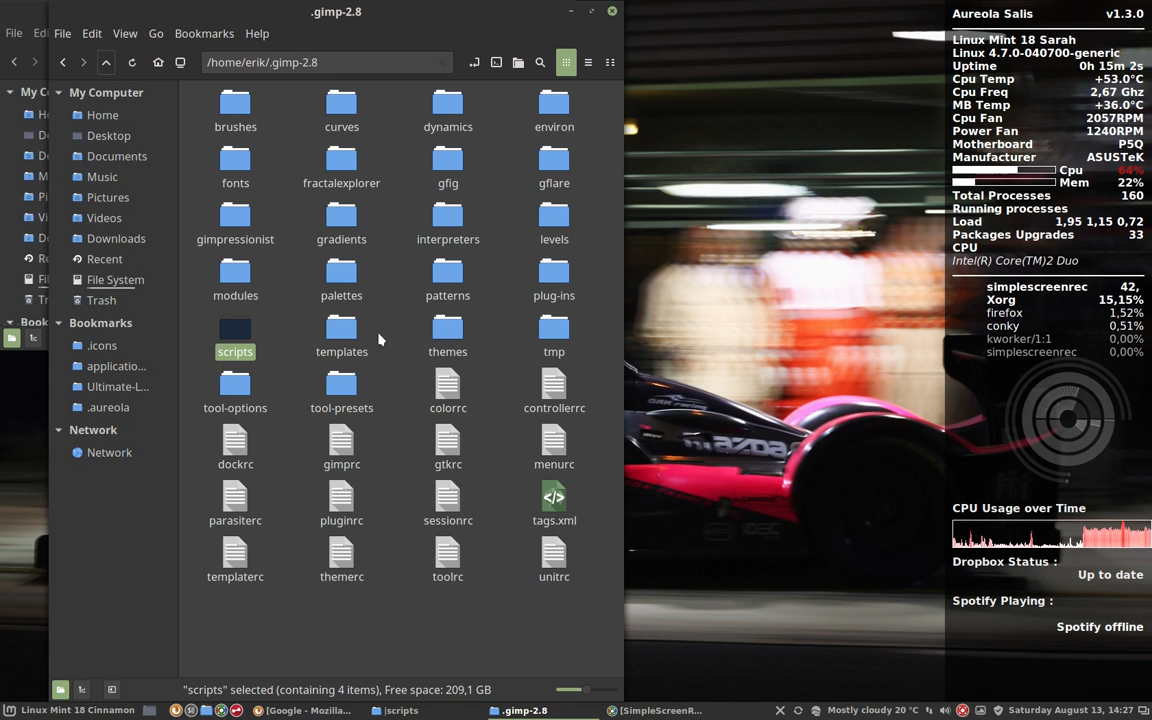 .gimp-2.8
File Edit View Go Bookmarks Help
/home/erik/.gimp-2.8
File
My Computer
Home
Desktop
Documents
Music
Pictures
Videos
Downloads
Recent
File System
Trash
Bookmarks
.icons
applicatio...
Ultimate-L...
.aureola
Network
Network
brushes curves dynamics environ
fonts fractalexplorer gfig gflare
gimpressionist gradients interpreters levels
modules palettes patterns plug-ins
scripts templates themes tmp
tool-options tool-presets colorrc controllerrc
dockrc gimprc gtkrc menurc
parasiterc pluginrc sessionrc tags.xml
templaterc themerc toolrc unitrc
"scripts" selected (containing 4 items), Free space: 209,1 GB
mazda
Aureola Salis v1.3.0
Linux Mint 18 Sarah
Linux 4.7.0-040700-generic
Uptime 0h 15m 2s
Cpu Temp +53.0°C
Cpu Freq 2,67 Ghz
MB Temp +36.0°C
Cpu Fan 2057RPM
Power Fan 1240RPM
Motherboard P5Q
Manufacturer ASUSTeK
Cpu 64%
Mem 22%
Total Processes 160
Running processes
Load 1,95 1,15 0,72
Packages Upgrades 33
CPU
Intel(R) Core(TM)2 Duo
simplescreenrec 42,
Xorg 15,15%
firefox 1,52%
conky 0,51%
kworker/1:1 0,00%
simplescreenrec 0,00%
CPU Usage over Time
Dropbox Status :
Up to date
Spotify Playing :
Spotify offline
Linux Mint 18 Cinnamon [Google - Mozilla... |scripts .gimp-2.8 [SimpleScreenR... Mostly cloudy 20 °C Saturday August 13, 14:27